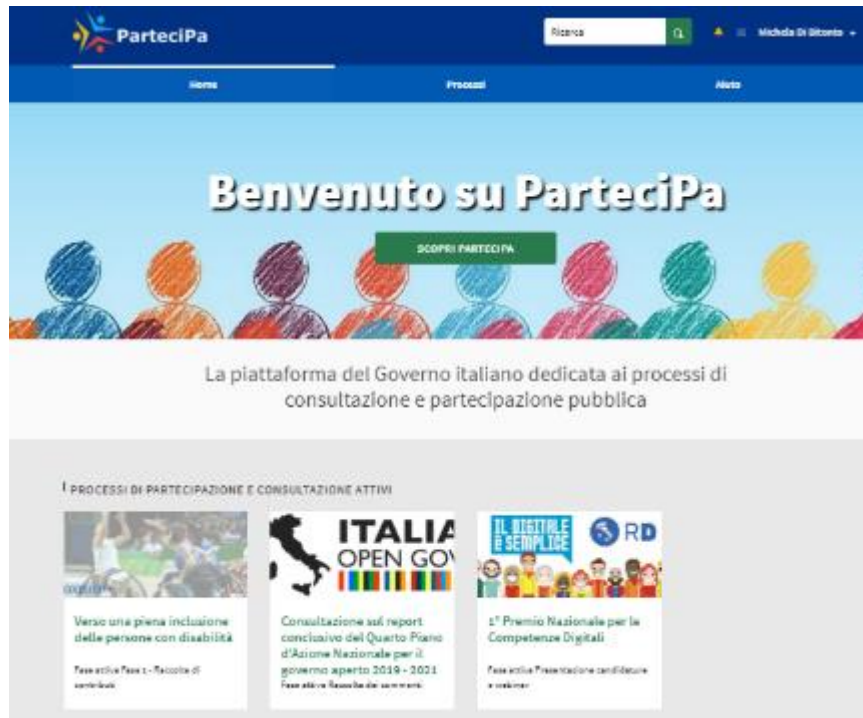 ParteciPa
Ricerca
Michela Di Bitonto
Home
Processi
Aiuto
Benvenuto su ParteciPa
SCOPRI PARTECIPA
La piattaforma del Governo italiano dedicata ai processi di
consultazione e partecipazione pubblica
PROCESSI DI PARTECIPAZIONE E CONSULTAZIONE ATTIVI
ITALIA
OPEN GOV
IL DIGITALE
È SEMPLICE
RD
Verso una piena inclusione
delle persone con disabilità
Fase attiva Fase 1 - Raccolta di
contributi
Consultazione sul report
conclusivo del Quarto Piano
d'Azione Nazionale per il
governo aperto 2019 - 2021
Fase attiva Raccolta dei commenti
1° Premio Nazionale per le
Competenze Digitali
Fase attiva Presentazione candidature
e webinar